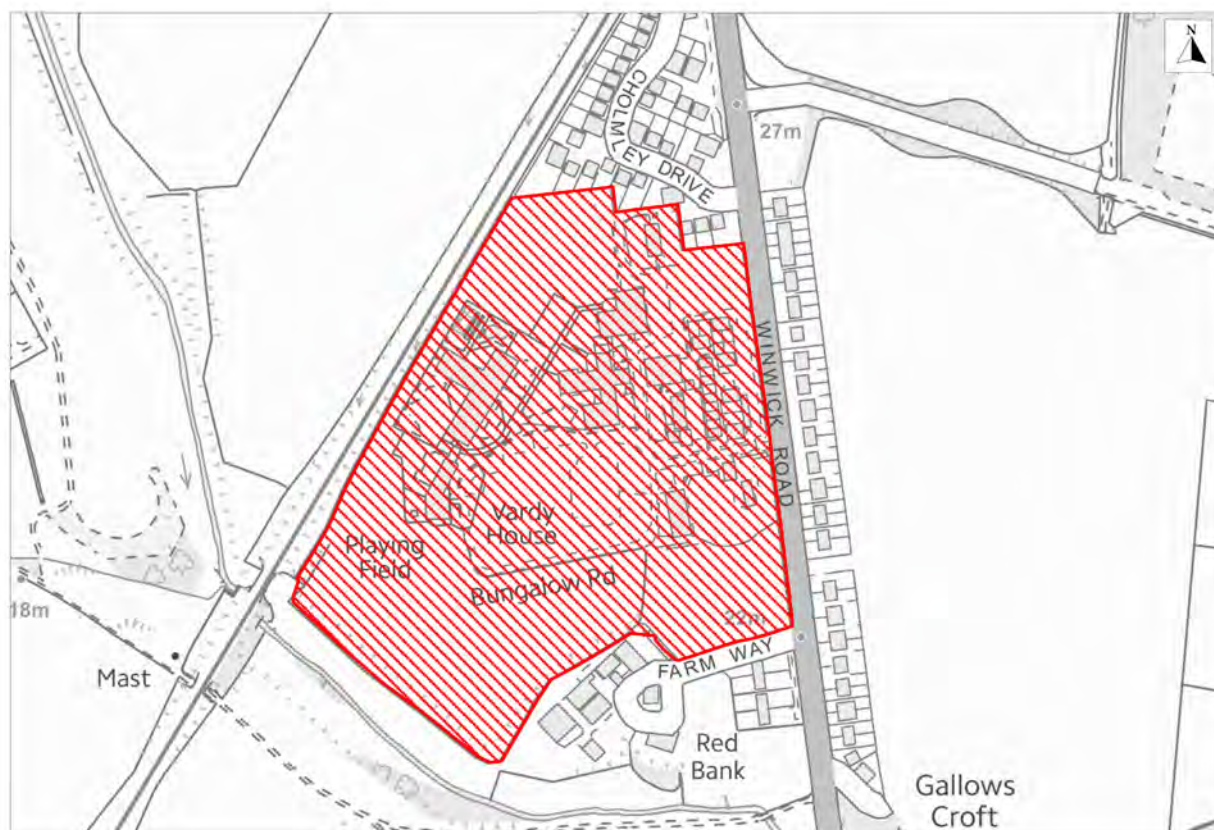 N
CHOLMLEY DRIVE
27m
WINWICK ROAD
Vardy
House
Playing
Field
Bungalow Rd
18m
22m
FARM WAY
Mast
Red
Bank
Gallows
Croft